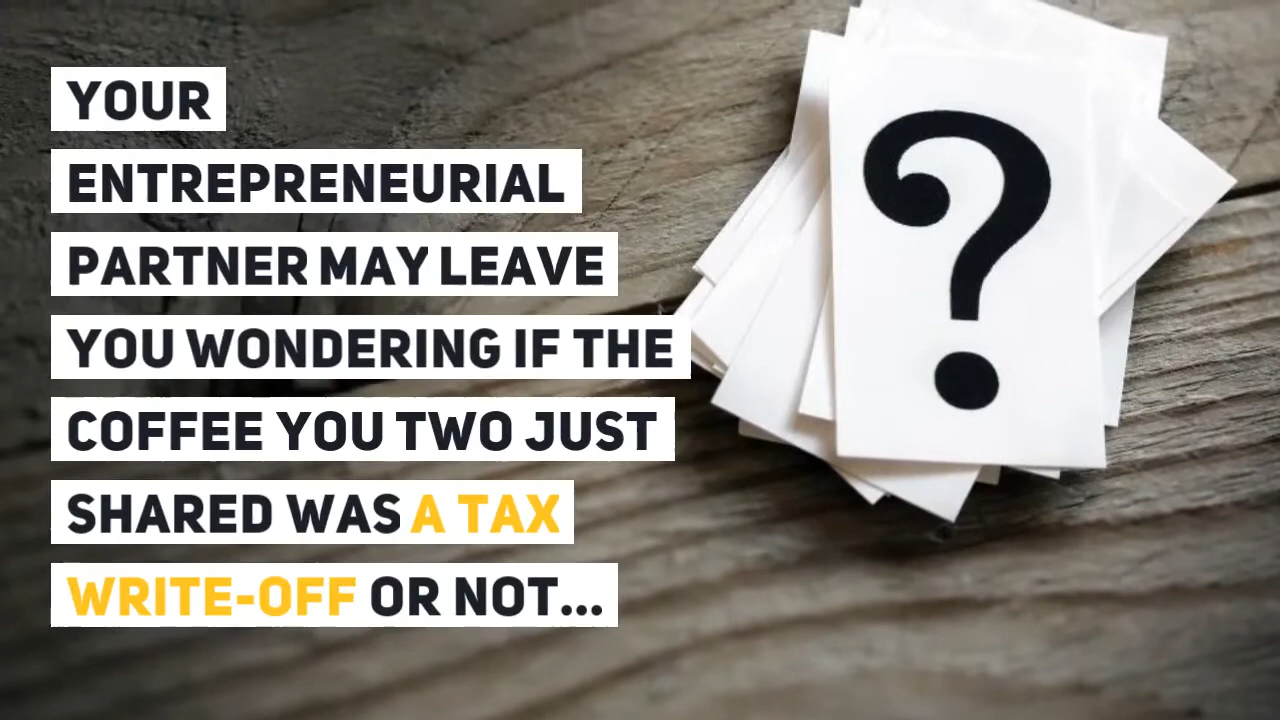 YOUR
ENTREPRENEURIAL
PARTNER MAY LEAVE
YOU WONDERING IF THE
COFFEE YOU TWO JUST
SHARED WAS A TAX
WRITE-OFF OR NOT...
?